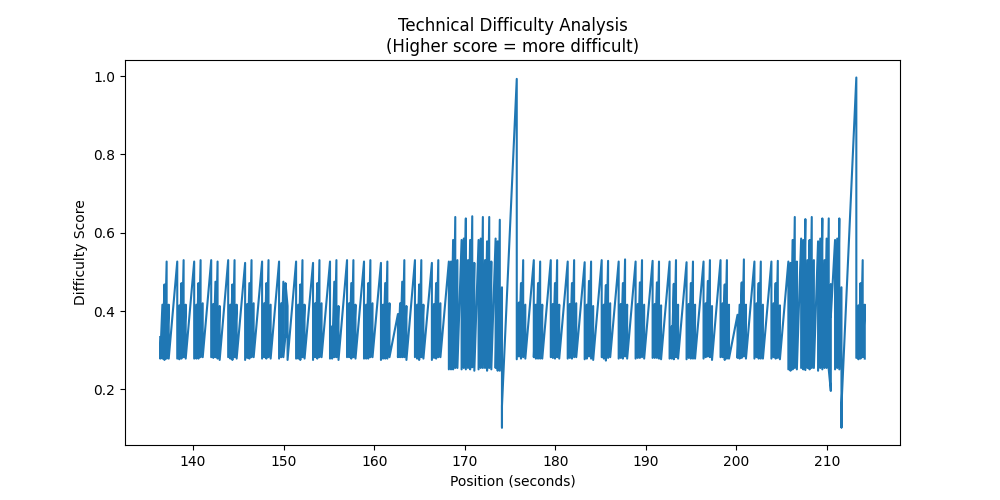 Technical Difficulty Analysis
(Higher score = more difficult)
Difficulty Score
1.0
0.8
0.6
0.4
0.2
140 150 160 170 180 190 200 210
Position (seconds)